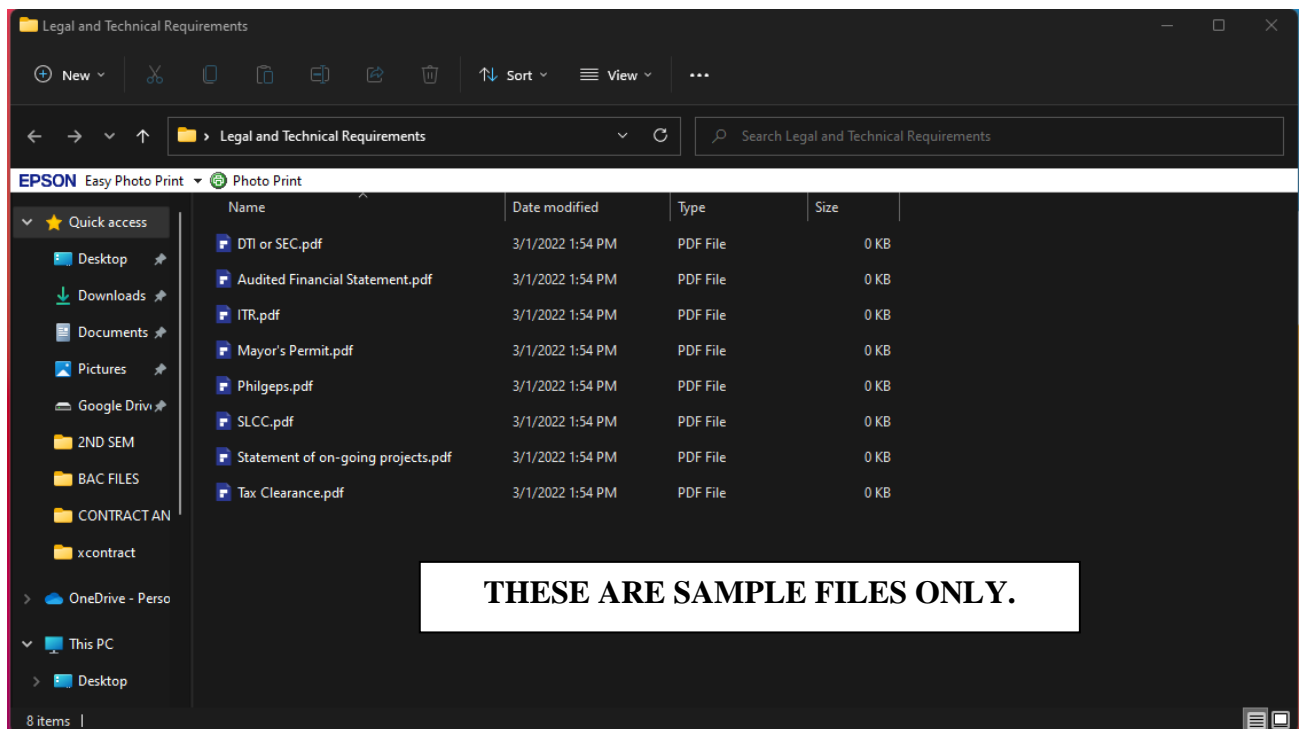 Legal and Technical Requirements
New Sort View
Legal and Technical Requirements Search Legal and Technical Requirements
EPSON Easy Photo Print Photo Print
Name Date modified Type Size
Quick access
Desktop
Downloads
Documents
Pictures
Google Driv
2ND SEM
BAC FILES
CONTRACT AN
xcontract
OneDrive - Perso
This PC
Desktop
DTI or SEC.pdf 3/1/2022 1:54 PM PDF File 0 KB
Audited Financial Statement.pdf 3/1/2022 1:54 PM PDF File 0 KB
ITR.pdf 3/1/2022 1:54 PM PDF File 0 KB
Mayor's Permit.pdf 3/1/2022 1:54 PM PDF File 0 KB
Philgeps.pdf 3/1/2022 1:54 PM PDF File 0 KB
SLCC.pdf 3/1/2022 1:54 PM PDF File 0 KB
Statement of on-going projects.pdf 3/1/2022 1:54 PM PDF File 0 KB
Tax Clearance.pdf 3/1/2022 1:54 PM PDF File 0 KB
THESE ARE SAMPLE FILES ONLY.
8 items